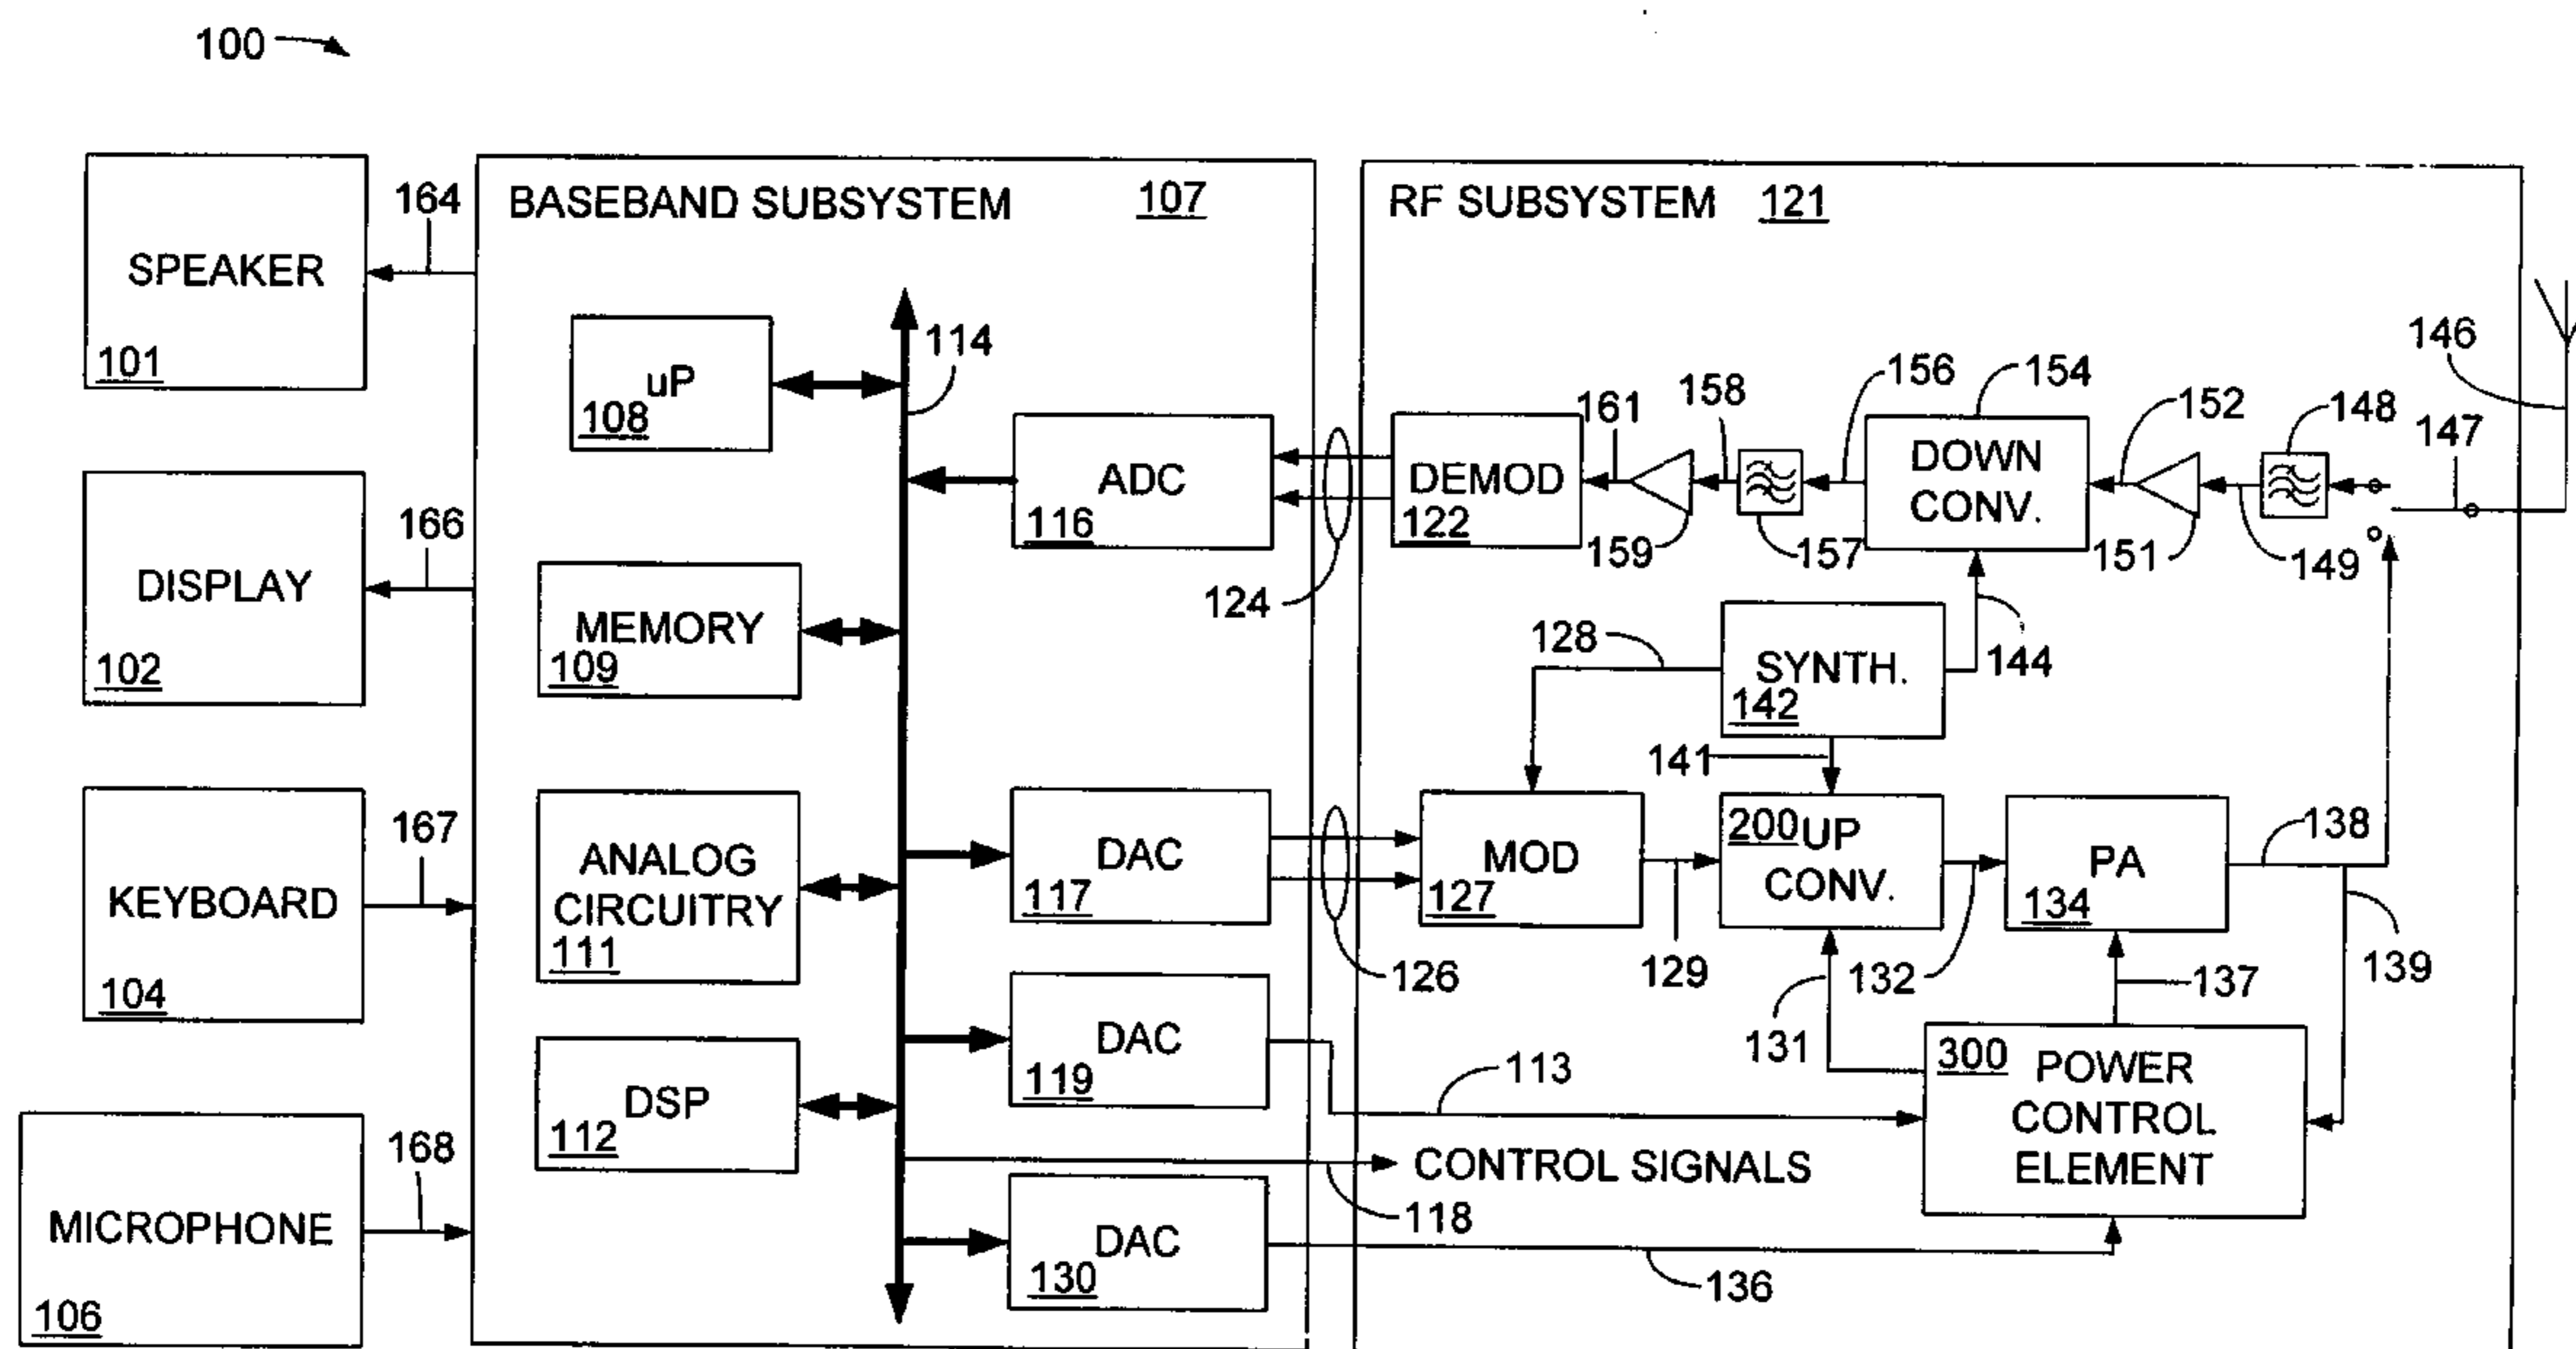 100
SPEAKER
101
164
DISPLAY
102
166
KEYBOARD
104
167
MICROPHONE
106
168
BASEBAND SUBSYSTEM 107
uP
108
114
MEMORY
109
ANALOG
CIRCUITRY
111
DSP
112
ADC
116
DAC
117
DAC
119
DAC
130
124
126
RF SUBSYSTEM 121
DEMOD
122
161
159
158
157
156
154
DOWN
CONV.
152
151
149
148
147
146
128
SYNTH.
142
144
141
MOD
127
129
200 UP
CONV.
131
132
PA
134
138
139
137
113
300 POWER
CONTROL
ELEMENT
CONTROL SIGNALS
118
136